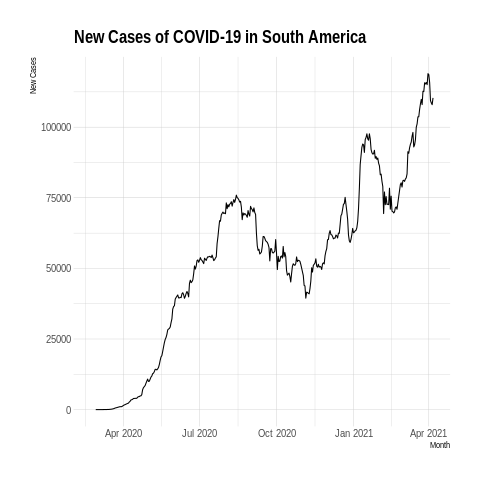 New Cases of COVID-19 in South America
New Cases
100000
75000
50000
25000
0
Apr 2020 Jul 2020 Oct 2020 Jan 2021 Apr 2021
Month